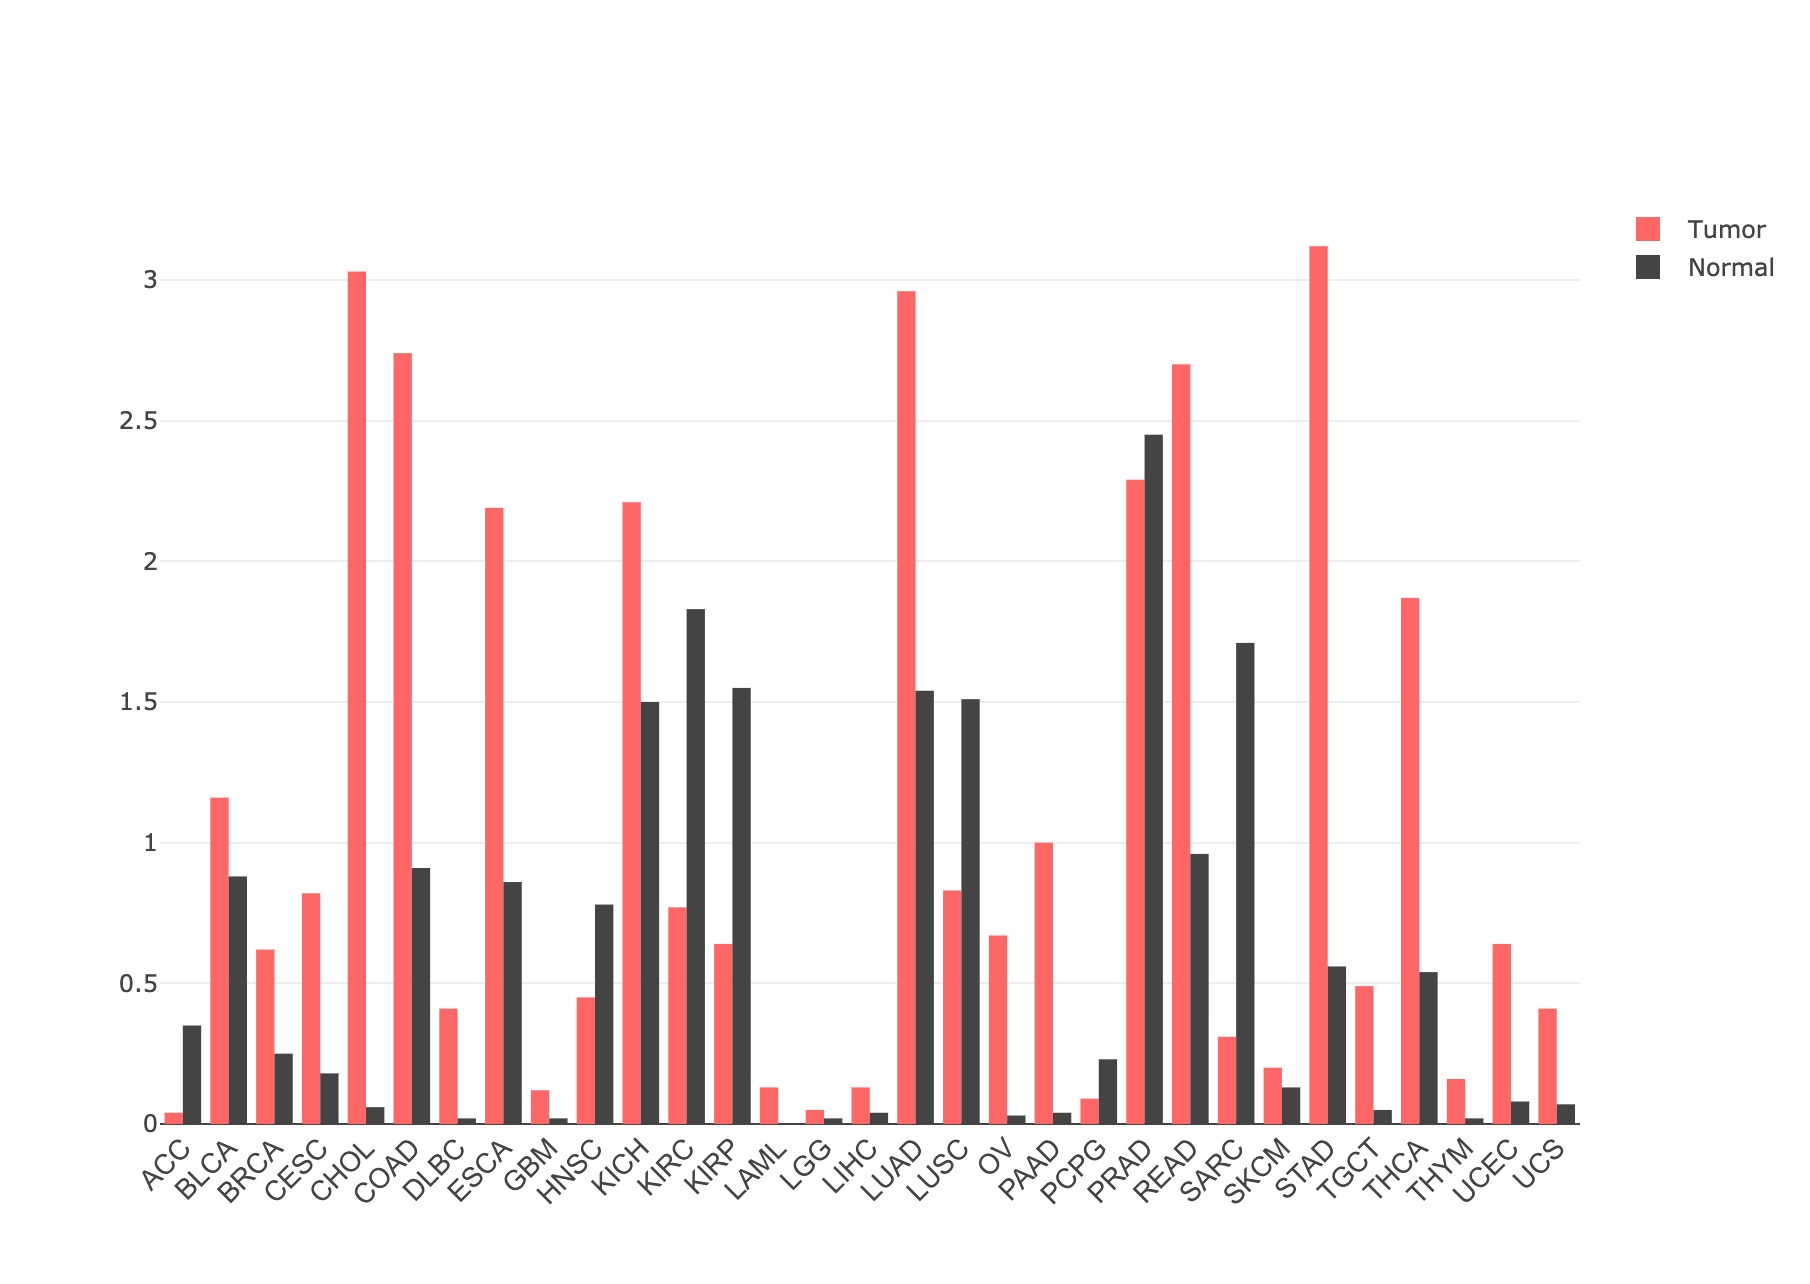 Tumor
Normal
3
2.5
2
1.5
1
0.5
0
ACC
BLCA
BRCA
CESC
CHOL
COAD
DLBC
ESCA
GBM
HNSC
KICH
KIRC
KIRP
LAML
LGG
LIHC
LUAD
LUSC
OV
PAAD
PCPG
PRAD
READ
SARC
SKCM
STAD
TGCT
THCA
THYM
UCEC
UCS